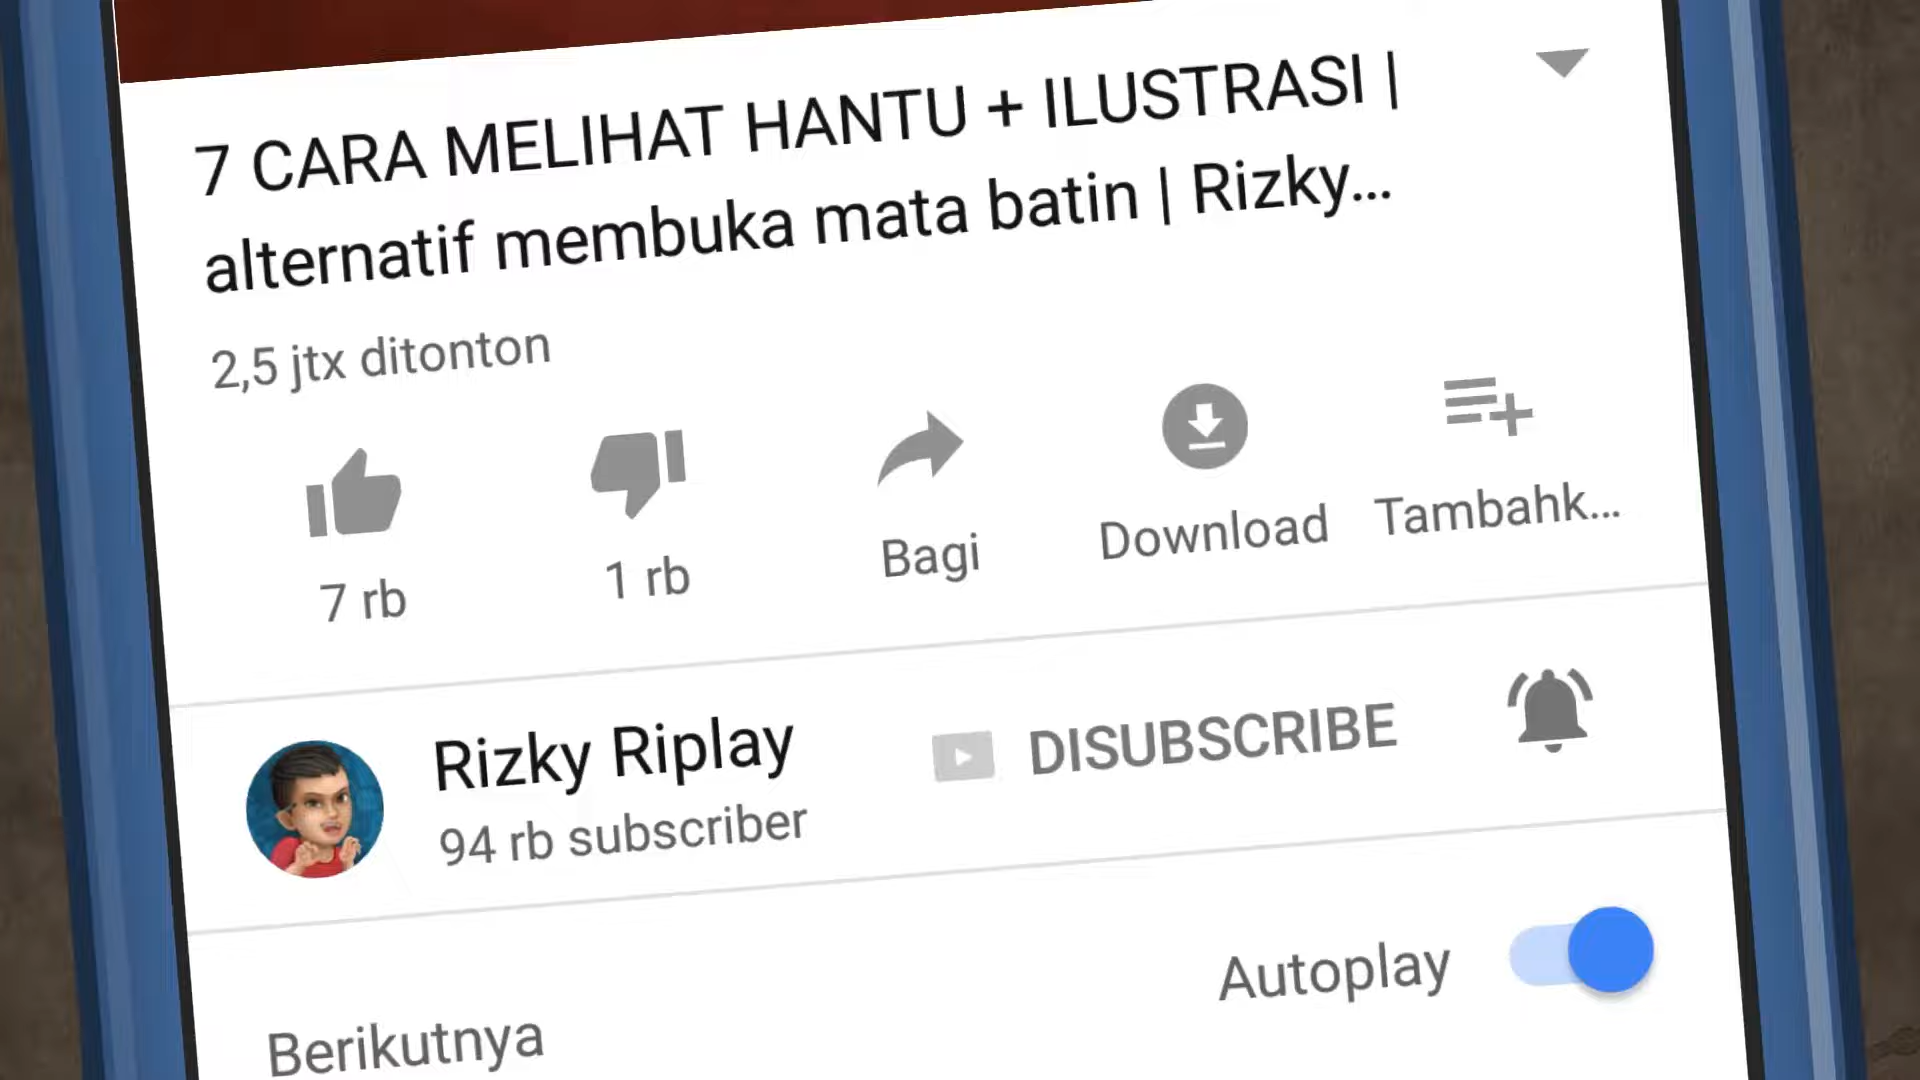 7 CARA MELIHAT HANTU + ILUSTRASI |
alternatif membuka mata batin | Rizky...
2,5 jtx ditonton
7 rb
1 rb
Bagi
Download
Tambahk...
Rizky Riplay
94 rb subscriber
DISUBSCRIBE
Autoplay
Berikutnya